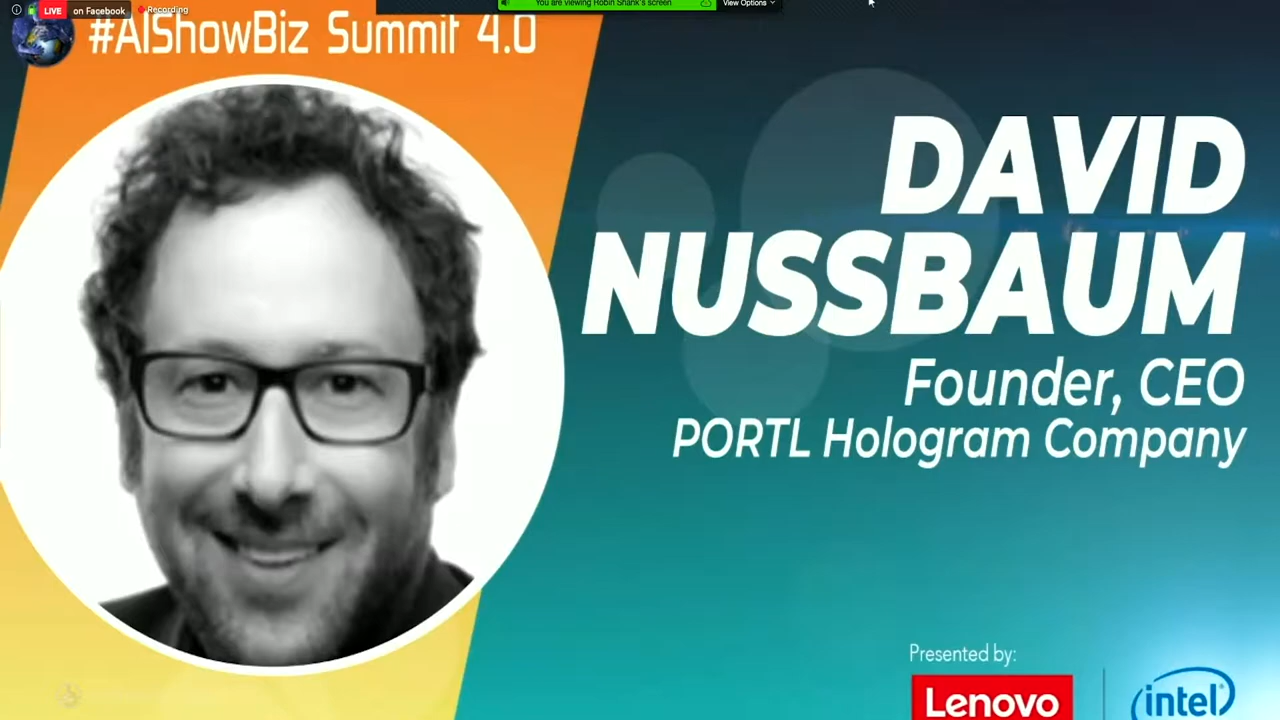 LIVE on Facebook
Recording
You are viewing Robin Shank's screen
View Options
#AIShowBiz Summit 4.0
DAVID
NUSSBAUM
Founder, CEO
PORTL Hologram Company
Presented by:
Lenovo
intel